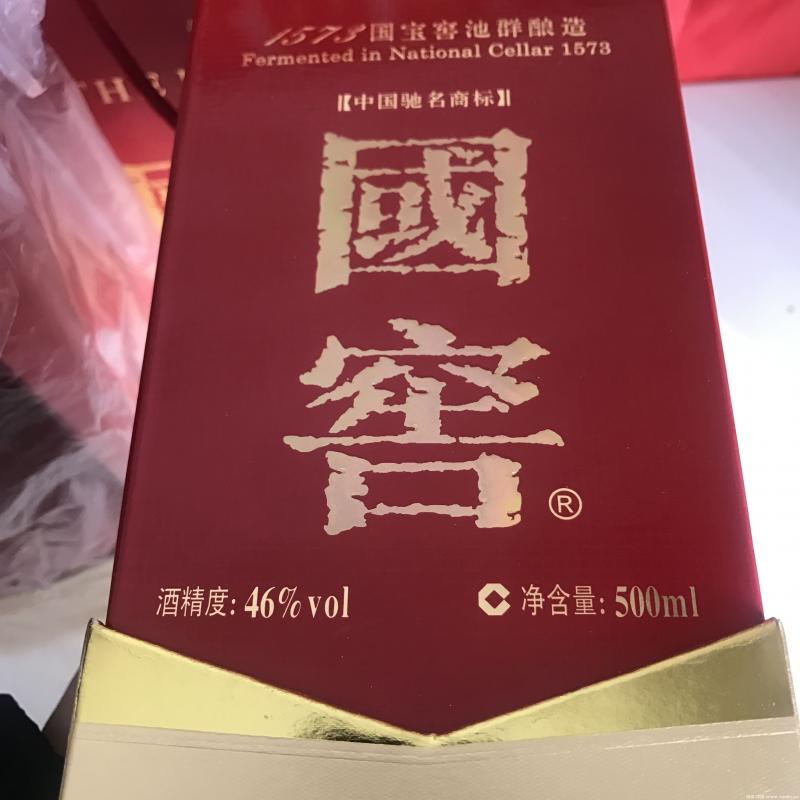 1573国宝窖池群酿造
Fermented in National Cellar 1573
【中国驰名商标】
THE
國
窖
®
酒精度: 46%vol
净含量: 500ml